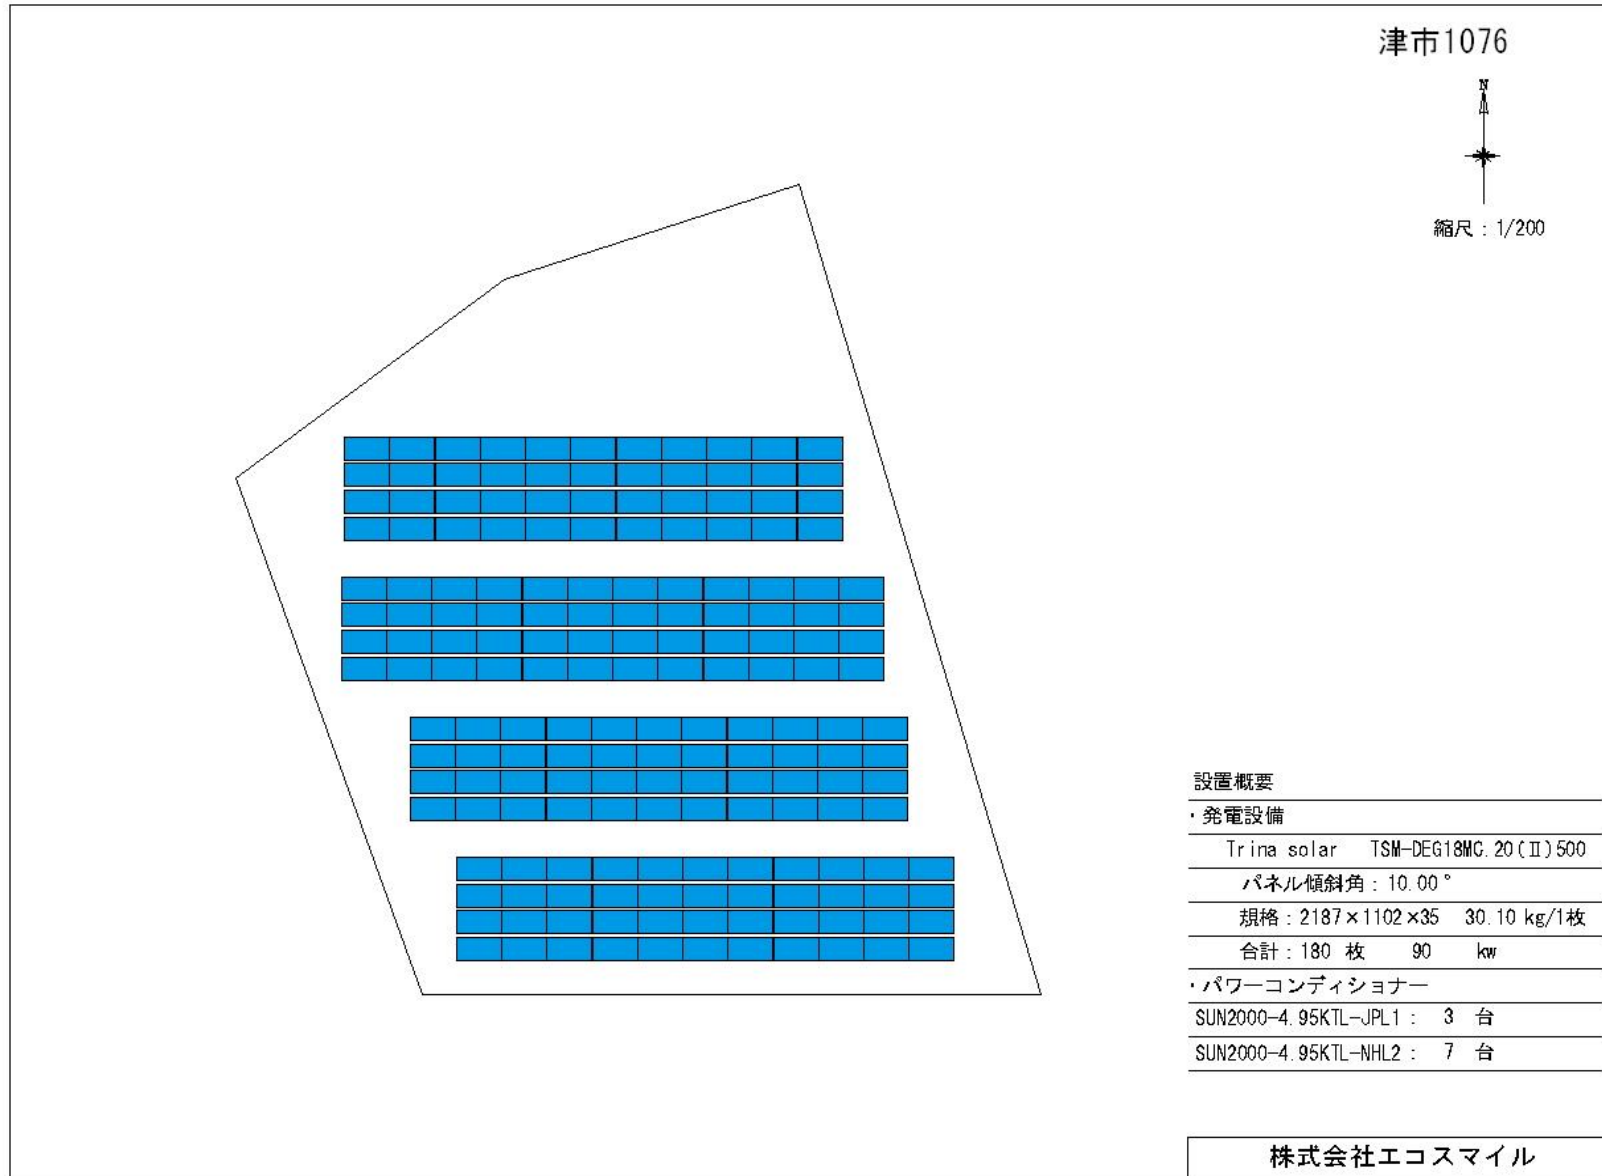 津市1076
N
縮尺：1/200
設置概要
・発電設備
Trina solar TSM-DEG18MC.20(Ⅱ)500
パネル傾斜角：10.00°
規格：2187×1102×35 30.10 kg/1枚
合計：180 枚 90 kw
・パワーコンディショナー
SUN2000-4.95KTL-JPL1： 3 台
SUN2000-4.95KTL-NHL2： 7 台
株式会社エコスマイル